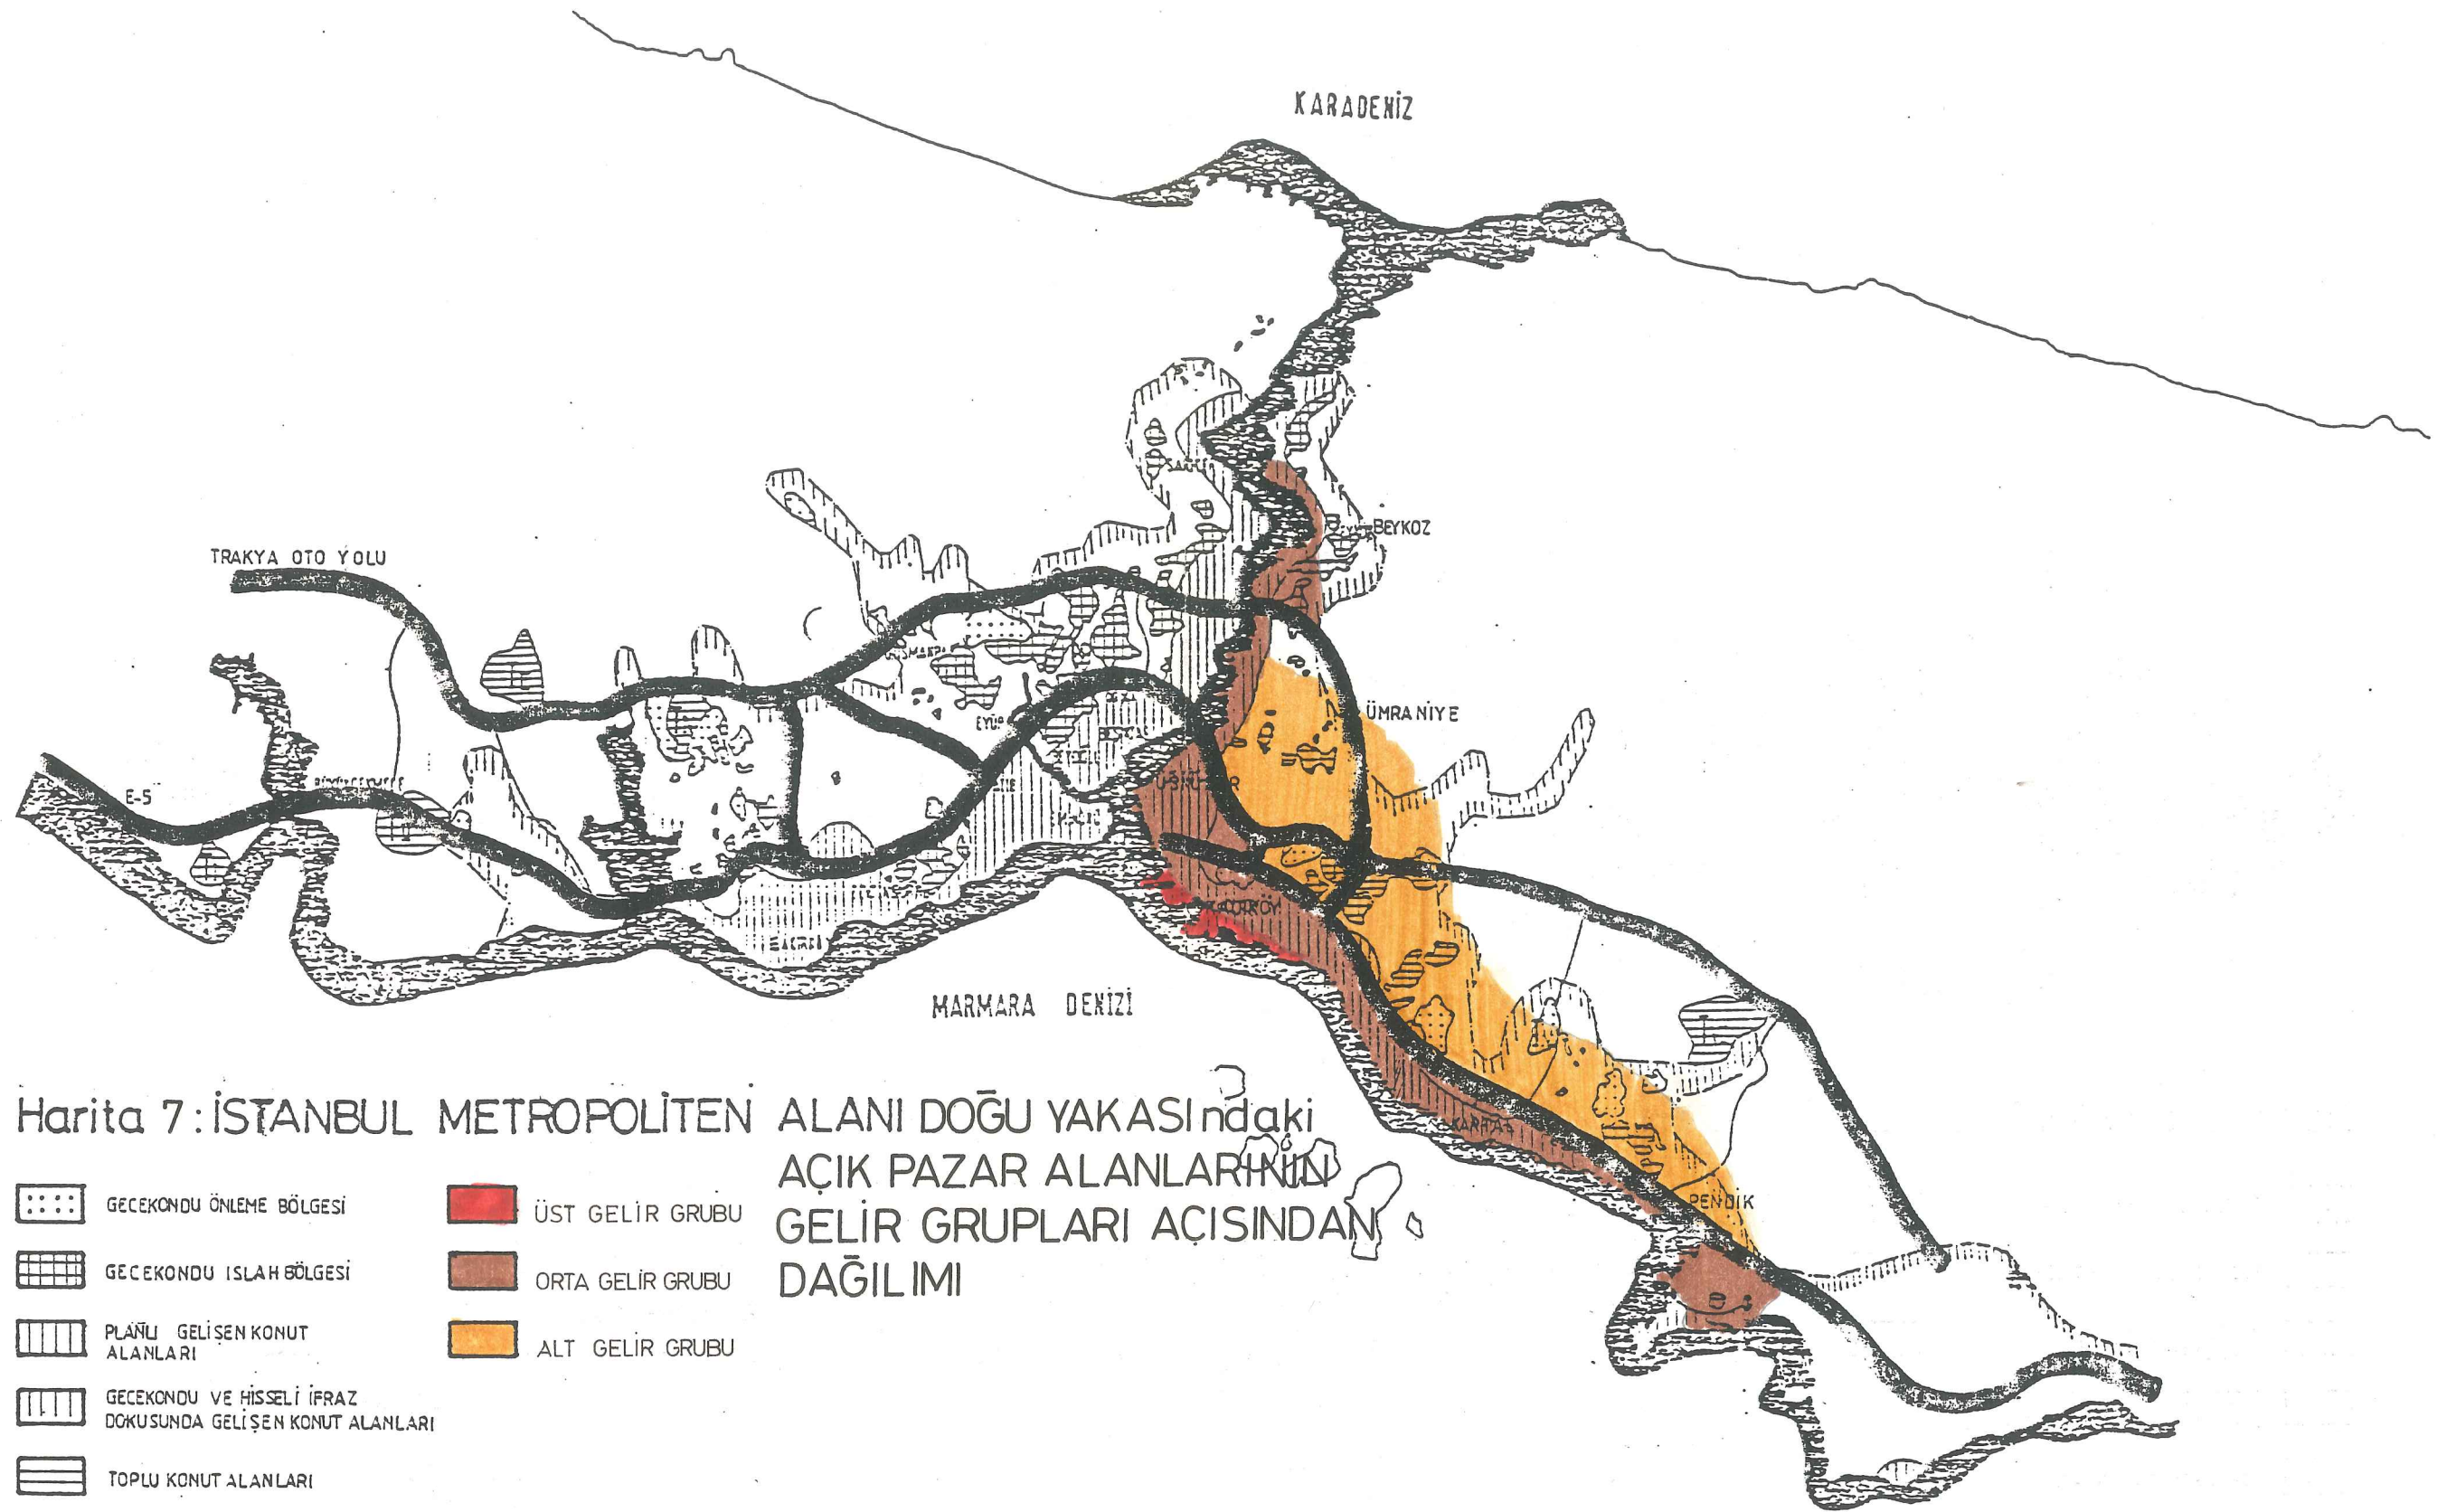 KARADENİZ
BEYKOZ
TRAKYA OTO YOLU
ÜMRANİYE
EYÜP
E-5
MARMARA DENİZİ
KARTAL
PENDİK
Harita 7: İSTANBUL METROPOLİTEN ALANI DOĞU YAKASIndaki
AÇIK PAZAR ALANLARININ
GELİR GRUPLARI AÇISINDAN
DAĞILIMI
GECEKONDU ÖNLEME BÖLGESİ
GECEKONDU ISLAH BÖLGESİ
PLANLI GELİŞEN KONUT
ALANLARI
GECEKONDU VE HİSSELİ İFRAZ
DOKUSUNDA GELİŞEN KONUT ALANLARI
TOPLU KONUT ALANLARI
ÜST GELİR GRUBU
ORTA GELİR GRUBU
ALT GELİR GRUBU